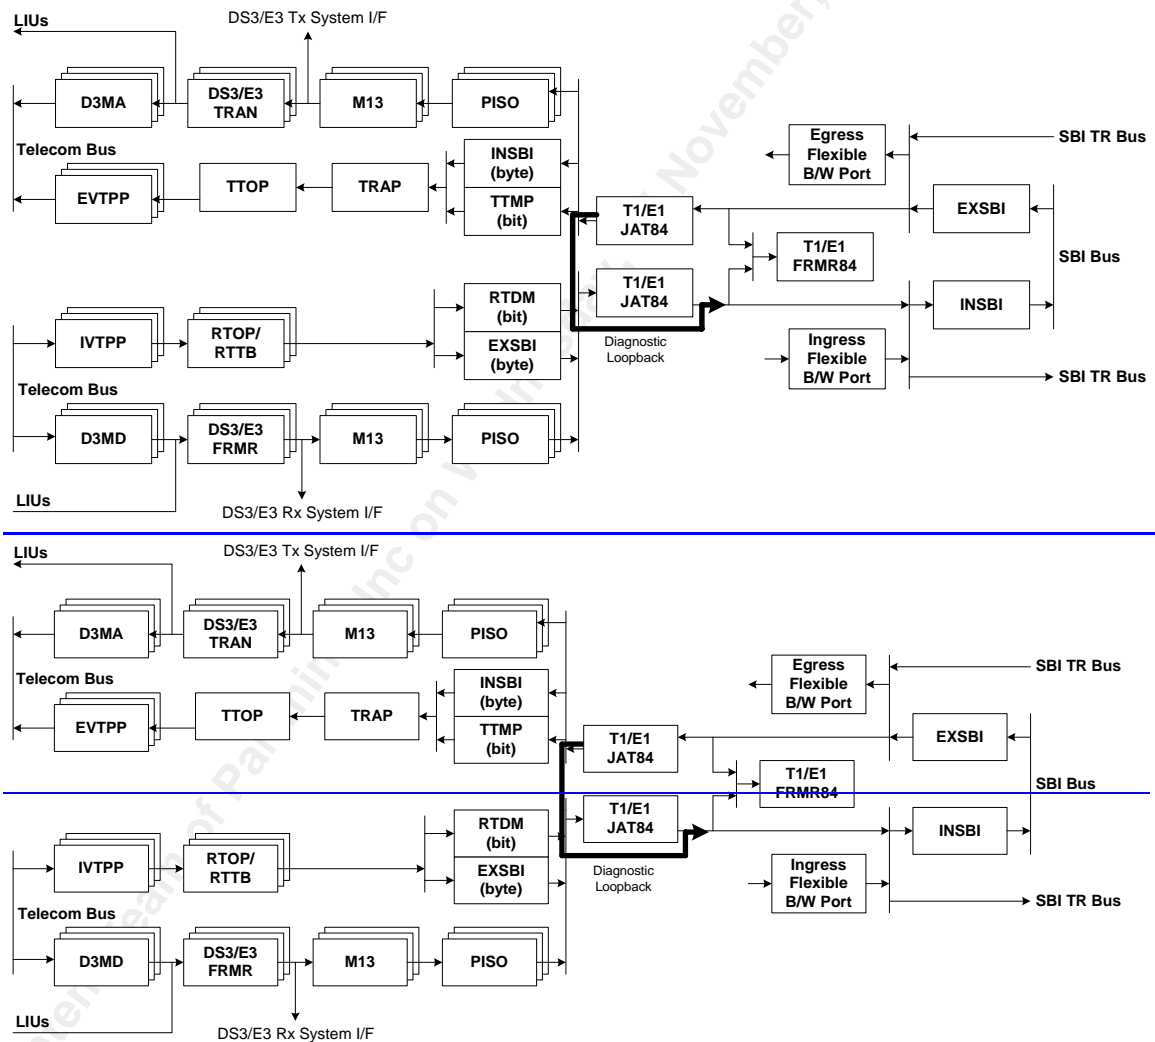 LIUs
DS3/E3 Tx System I/F
D3MA
DS3/E3
TRAN
M13
PISO
Telecom Bus
EVTPP
TTOP
TRAP
INSBI
(byte)
TTMP
(bit)
T1/E1
JAT84
Egress
Flexible
B/W Port
SBI TR Bus
EXSBI
T1/E1
FRMR84
SBI Bus
T1/E1
JAT84
INSBI
RTDM
(bit)
EXSBI
(byte)
IVTPP
RTOP/
RTTB
Diagnostic
Loopback
Ingress
Flexible
B/W Port
SBI TR Bus
Telecom Bus
D3MD
DS3/E3
FRMR
M13
PISO
LIUs
DS3/E3 Rx System I/F
LIUs
DS3/E3 Tx System I/F
D3MA
DS3/E3
TRAN
M13
PISO
Telecom Bus
EVTPP
TTOP
TRAP
INSBI
(byte)
TTMP
(bit)
T1/E1
JAT84
Egress
Flexible
B/W Port
SBI TR Bus
EXSBI
T1/E1
FRMR84
SBI Bus
T1/E1
JAT84
INSBI
RTDM
(bit)
EXSBI
(byte)
IVTPP
RTOP/
RTTB
Diagnostic
Loopback
Ingress
Flexible
B/W Port
SBI TR Bus
Telecom Bus
D3MD
DS3/E3
FRMR
M13
PISO
LIUs
DS3/E3 Rx System I/F